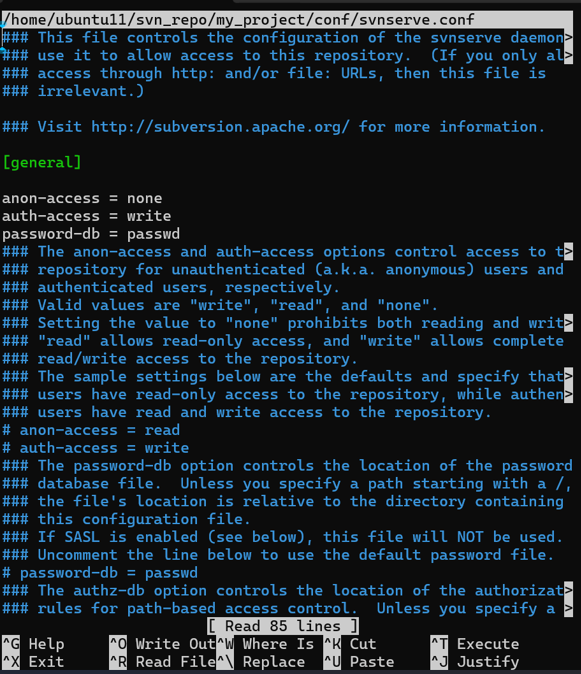 /home/ubuntu11/svn_repo/my_project/conf/svnserve.conf
### This file controls the configuration of the svnserve daemon>
### use it to allow access to this repository.  (If you only al>
### access through http: and/or file: URLs, then this file is
### irrelevant.)
### Visit http://subversion.apache.org/ for more information.
[general]
anon-access = none
auth-access = write
password-db = passwd
### The anon-access and auth-access options control access to t>
### repository for unauthenticated (a.k.a. anonymous) users and
### authenticated users, respectively.
### Valid values are "write", "read", and "none".
### Setting the value to "none" prohibits both reading and writ>
### "read" allows read-only access, and "write" allows complete
### read/write access to the repository.
### The sample settings below are the defaults and specify that>
### users have read-only access to the repository, while authen>
### users have read and write access to the repository.
# anon-access = read
# auth-access = write
### The password-db option controls the location of the password
### database file.  Unless you specify a path starting with a /,
### the file's location is relative to the directory containing
### this configuration file.
### If SASL is enabled (see below), this file will NOT be used.
### Uncomment the line below to use the default password file.
# password-db = passwd
### The authz-db option controls the location of the authorizat>
### rules for path-based access control.  Unless you specify a >
[ Read 85 lines ]
^G Help ^O Write Out ^W Where Is ^K Cut ^T Execute
^X Exit ^R Read File ^\ Replace ^U Paste ^J Justify